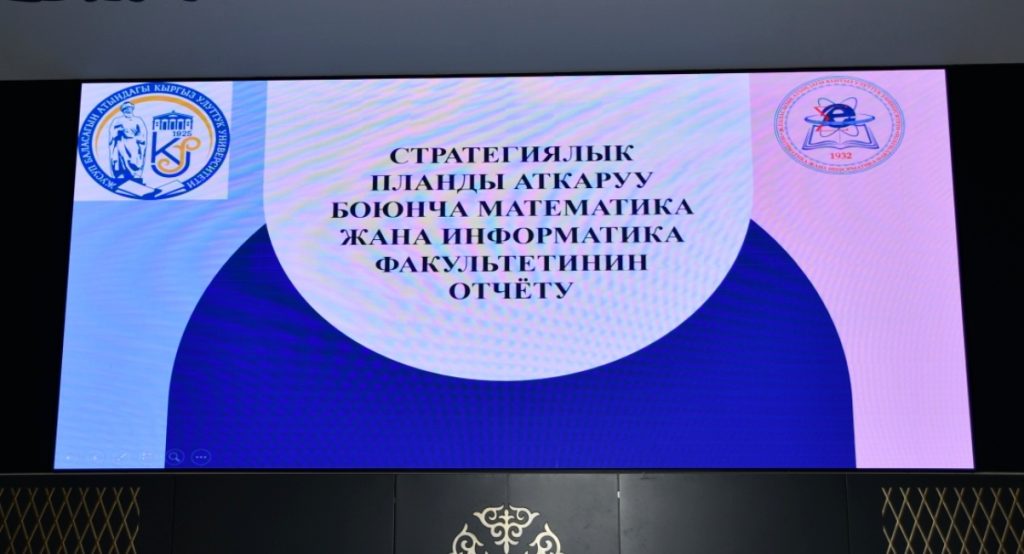 ЖУСУП БАЛАСАГЫН АТЫНДАГЫ КЫРГЫЗ УЛУТТУК УНИВЕРСИТЕТИ
1925
СТРАТЕГИЯЛЫК
ПЛАНДЫ АТКАРУУ
БОЮНЧА МАТЕМАТИКА
ЖАНА ИНФОРМАТИКА
ФАКУЛЬТЕТИНИН
ОТЧЁТУ
1932